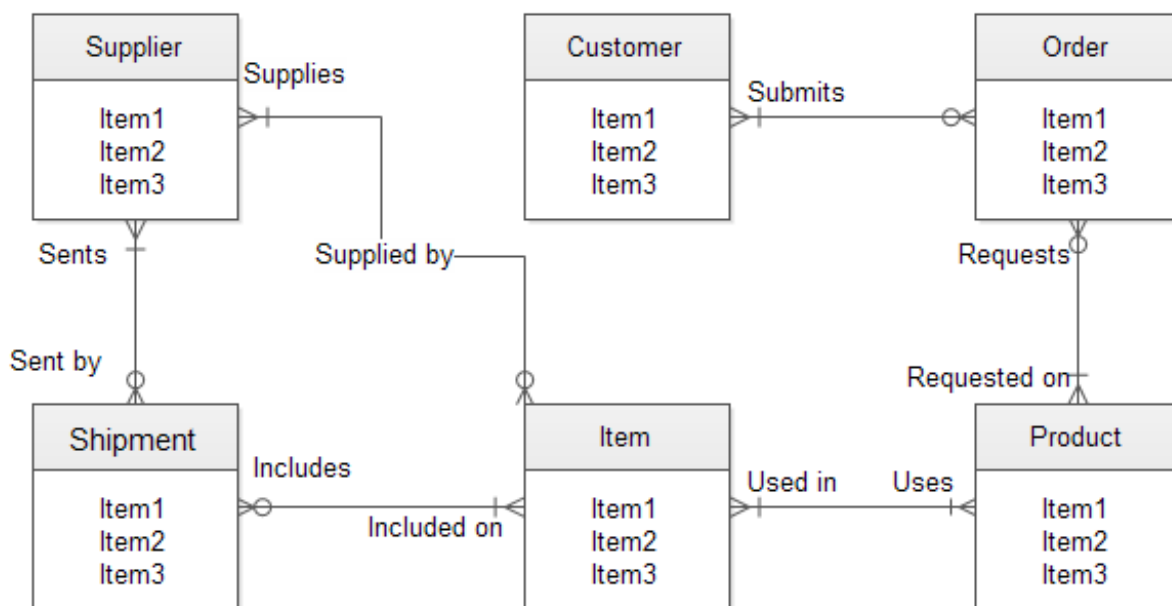 Supplier
Supplies
Item1
Item2
Item3
Customer
Submits
Item1
Item2
Item3
Order
Item1
Item2
Item3
Sents
Supplied by
Requests
Sent by
Requested on
Shipment
Includes
Item1
Included on
Item2
Item3
Item
Used in
Uses
Item1
Item2
Item3
Product
Item1
Item2
Item3